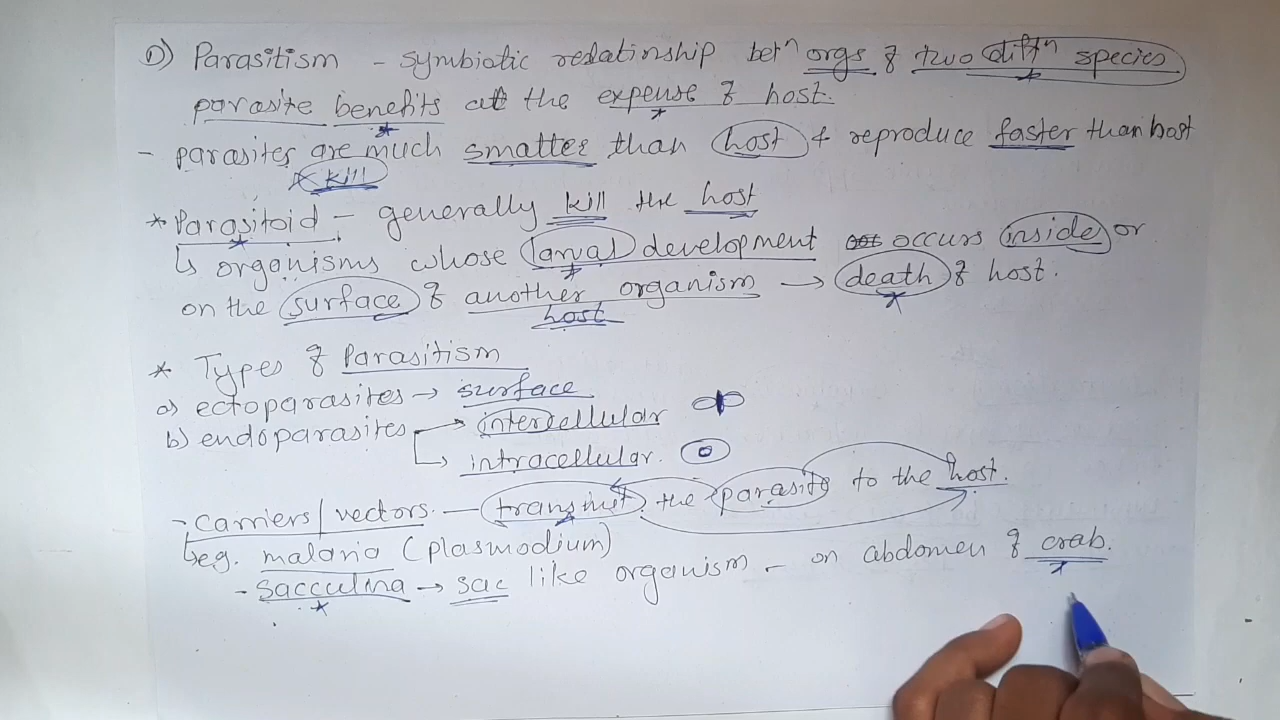 ① Parasitism - symbiotic relationship betⁿ orgs of two diffⁿ species
parasite benefits at the expense of host.
- parasites are much smatter than host + reproduce faster than host
kill
* Parasitoid - generally kill the host
↳ organisms whose larval development occurs inside or
on the surface of another organism → death of host.
host
* Types of Parasitism
a) ectoparasites → surface
b) endoparasites → intercellular
↳ intracellular.
- Carriers/vectors. — transmit the parasite to the host.
↳ eg. malaria (plasmodium)
- sacculina → sac like organism - on abdomen of crab.